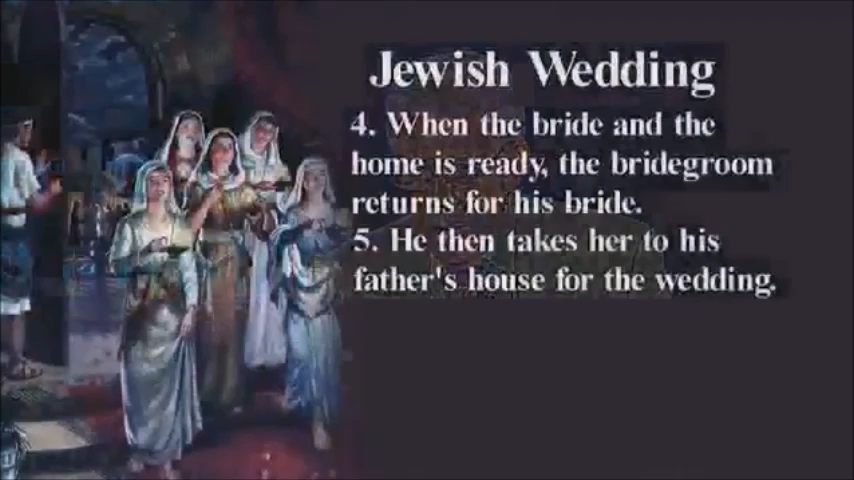 Jewish Wedding
4. When the bride and the
home is ready, the bridegroom
returns for his bride.
5. He then takes her to his
father's house for the wedding.